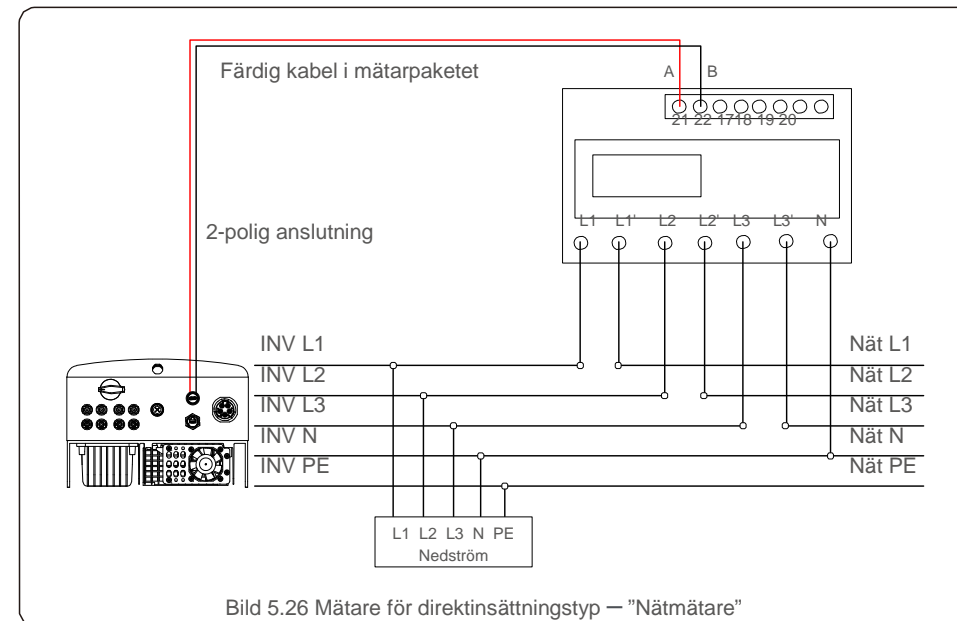 Färdig kabel i mätarpaketet
A B
21 22 1718 19 20
L1 L1' L2 L2' L3 L3' N
2-polig anslutning
INV L1 Nät L1
INV L2 Nät L2
INV L3 Nät L3
INV N Nät N
INV PE Nät PE
L1 L2 L3 N PE
Nedström
Bild 5.26 Mätare för direktinsättningstyp — ”Nätmätare”